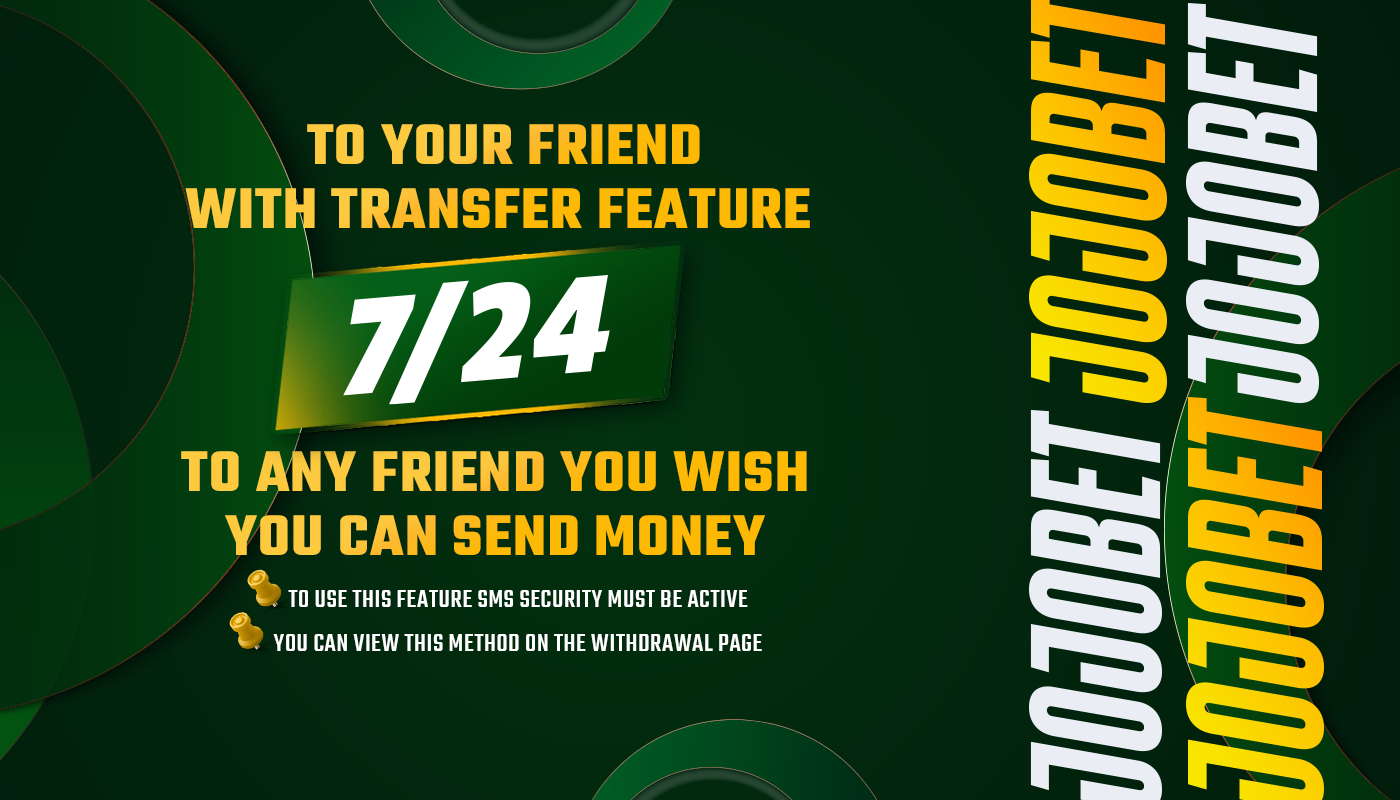 TO YOUR FRIEND
WITH TRANSFER FEATURE
7/24
TO ANY FRIEND YOU WISH
YOU CAN SEND MONEY
TO USE THIS FEATURE SMS SECURITY MUST BE ACTIVE
YOU CAN VIEW THIS METHOD ON THE WITHDRAWAL PAGE
JOJOBET JOJOBET
JOJOBET JOJOBET